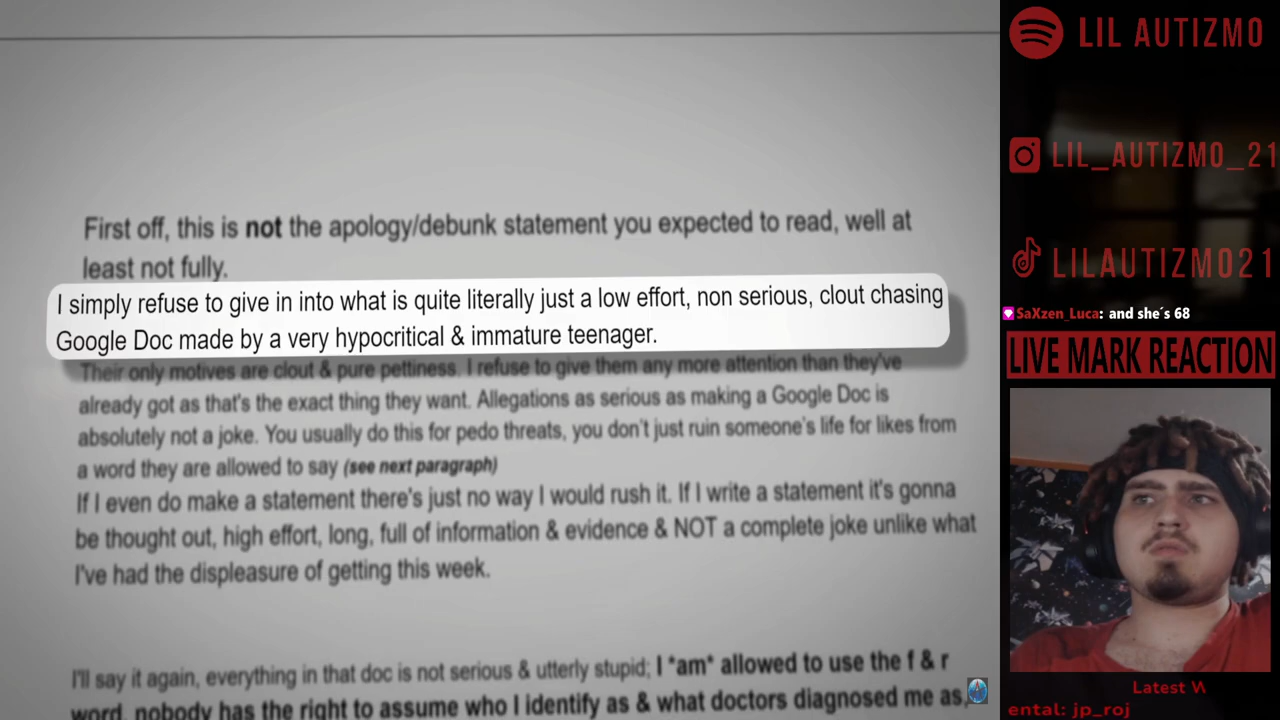 First off, this is not the apology/debunk statement you expected to read, well at
least not fully.
I simply refuse to give in into what is quite literally just a low effort, non serious, clout chasing
Google Doc made by a very hypocritical & immature teenager.
Their only motives are clout & pure pettiness. I refuse to give them any more attention than they've
already got as that's the exact thing they want. Allegations as serious as making a Google Doc is
absolutely not a joke. You usually do this for pedo threats, you don't just ruin someone's life for likes from
a word they are allowed to say (see next paragraph)
If I even do make a statement there's just no way I would rush it. If I write a statement it's gonna
be thought out, high effort, long, full of information & evidence & NOT a complete joke unlike what
I've had the displeasure of getting this week.
I'll say it again, everything in that doc is not serious & utterly stupid; I *am* allowed to use the f & r
word, nobody has the right to assume who I identify as & what doctors diagnosed me as,
LIL AUTIZMO
LIL_AUTIZMO_21
LILAUTIZMO21
SaXzen_Luca: and she´s 68
LIVE MARK REACTION
Latest
ental: jp_roj